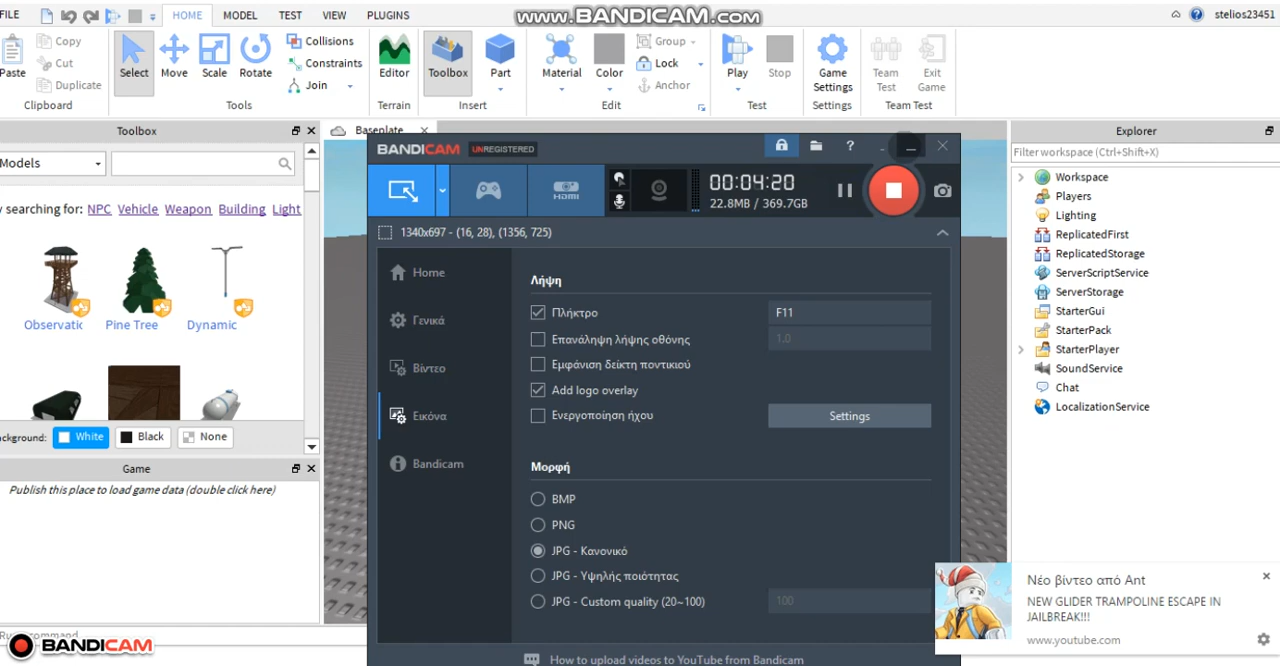 FILE HOME MODEL TEST VIEW PLUGINS
www.BANDICAM.com
stelios23451
Paste Copy Cut Duplicate
Select Move Scale Rotate
Collisions
Constraints
Join
Editor Toolbox Part
Material Color
Group
Lock
Anchor
Play Stop
Game Settings
Team Test
Exit Game
Clipboard Tools Terrain Insert Edit Test Settings Team Test
Toolbox
Models
y searching for: NPC Vehicle Weapon Building Light
Observatio Pine Tree Dynamic
ckground: White Black None
Game
Publish this place to load game data (double click here)
BANDICAM
Baseplate
BANDICAM UNREGISTERED
HDMI
00:04:20
22.8MB / 369.7GB
1340x697 - (16, 28), (1356, 725)
Home
Γενικά
Βίντεο
Εικόνα
Bandicam
Λήψη
Πλήκτρο F11
Επανάληψη λήψης οθόνης 1.0
Εμφάνιση δείκτη ποντικιού
Add logo overlay
Ενεργοποίηση ήχου Settings
Μορφή
BMP
PNG
JPG - Κανονικό
JPG - Υψηλής ποιότητας
JPG - Custom quality (20~100) 100
How to upload videos to YouTube from Bandicam
Explorer
Filter workspace (Ctrl+Shift+X)
Workspace
Players
Lighting
ReplicatedFirst
ReplicatedStorage
ServerScriptService
ServerStorage
StarterGui
StarterPack
StarterPlayer
SoundService
Chat
LocalizationService
Νέο βίντεο από Ant
NEW GLIDER TRAMPOLINE ESCAPE IN
JAILBREAK!!!
www.youtube.com